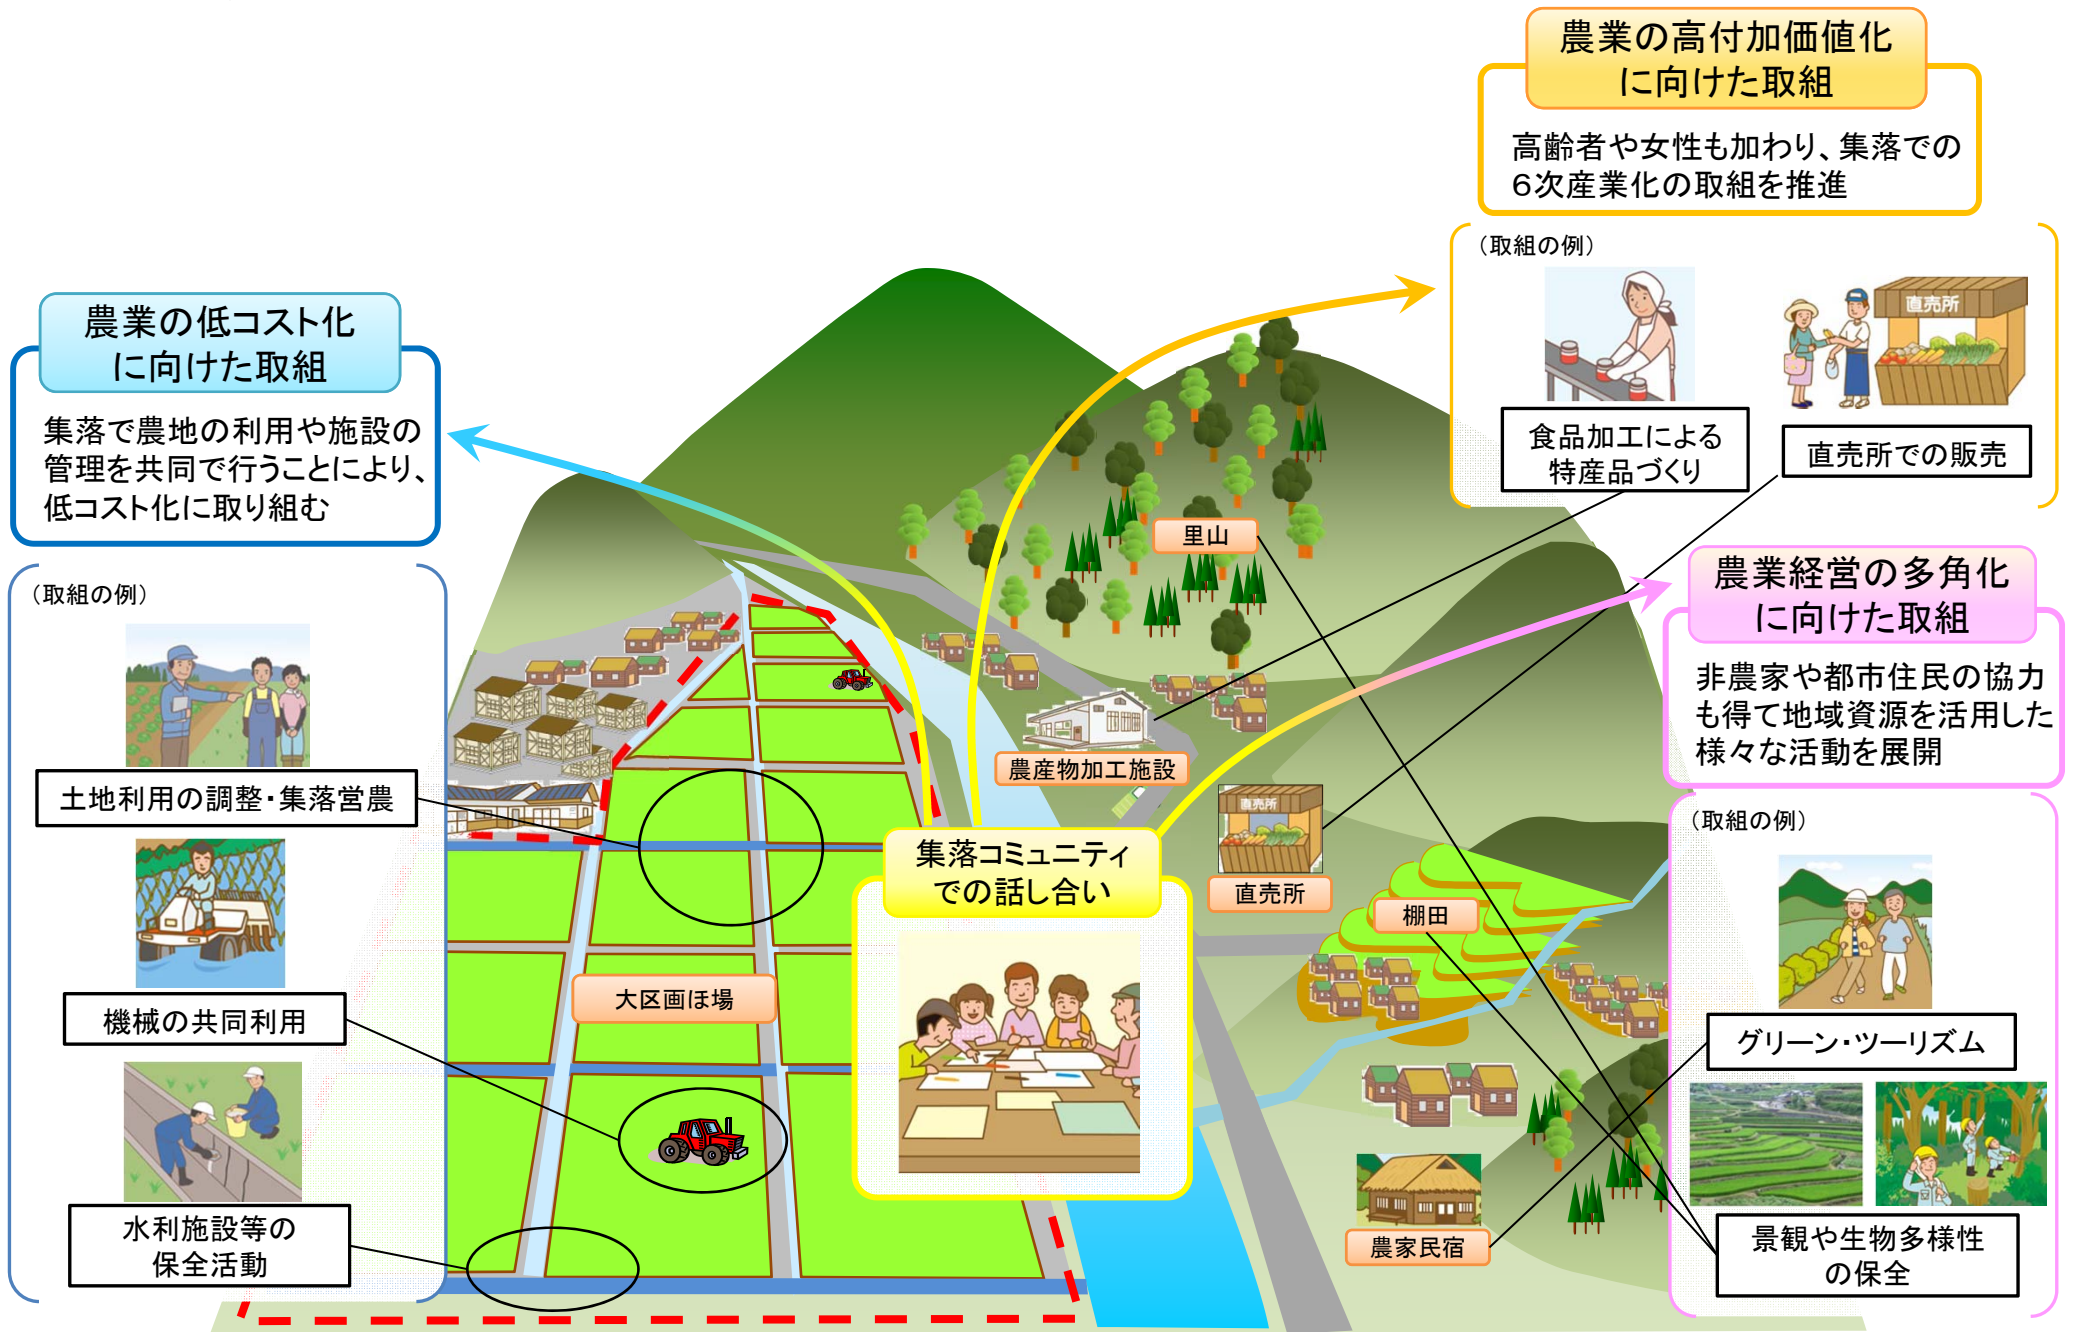 農業の高付加価値化
に向けた取組
高齢者や女性も加わり、集落での
６次産業化の取組を推進
（取組の例）
直売所
食品加工による
特産品づくり
直売所での販売
農業の低コスト化
に向けた取組
集落で農地の利用や施設の
管理を共同で行うことにより、
低コスト化に取り組む
（取組の例）
土地利用の調整・集落営農
機械の共同利用
水利施設等の
保全活動
里山
農産物加工施設
直売所
直売所
棚田
大区画ほ場
農家民宿
集落コミュニティ
での話し合い
農業経営の多角化
に向けた取組
非農家や都市住民の協力
も得て地域資源を活用した
様々な活動を展開
（取組の例）
グリーン・ツーリズム
景観や生物多様性
の保全